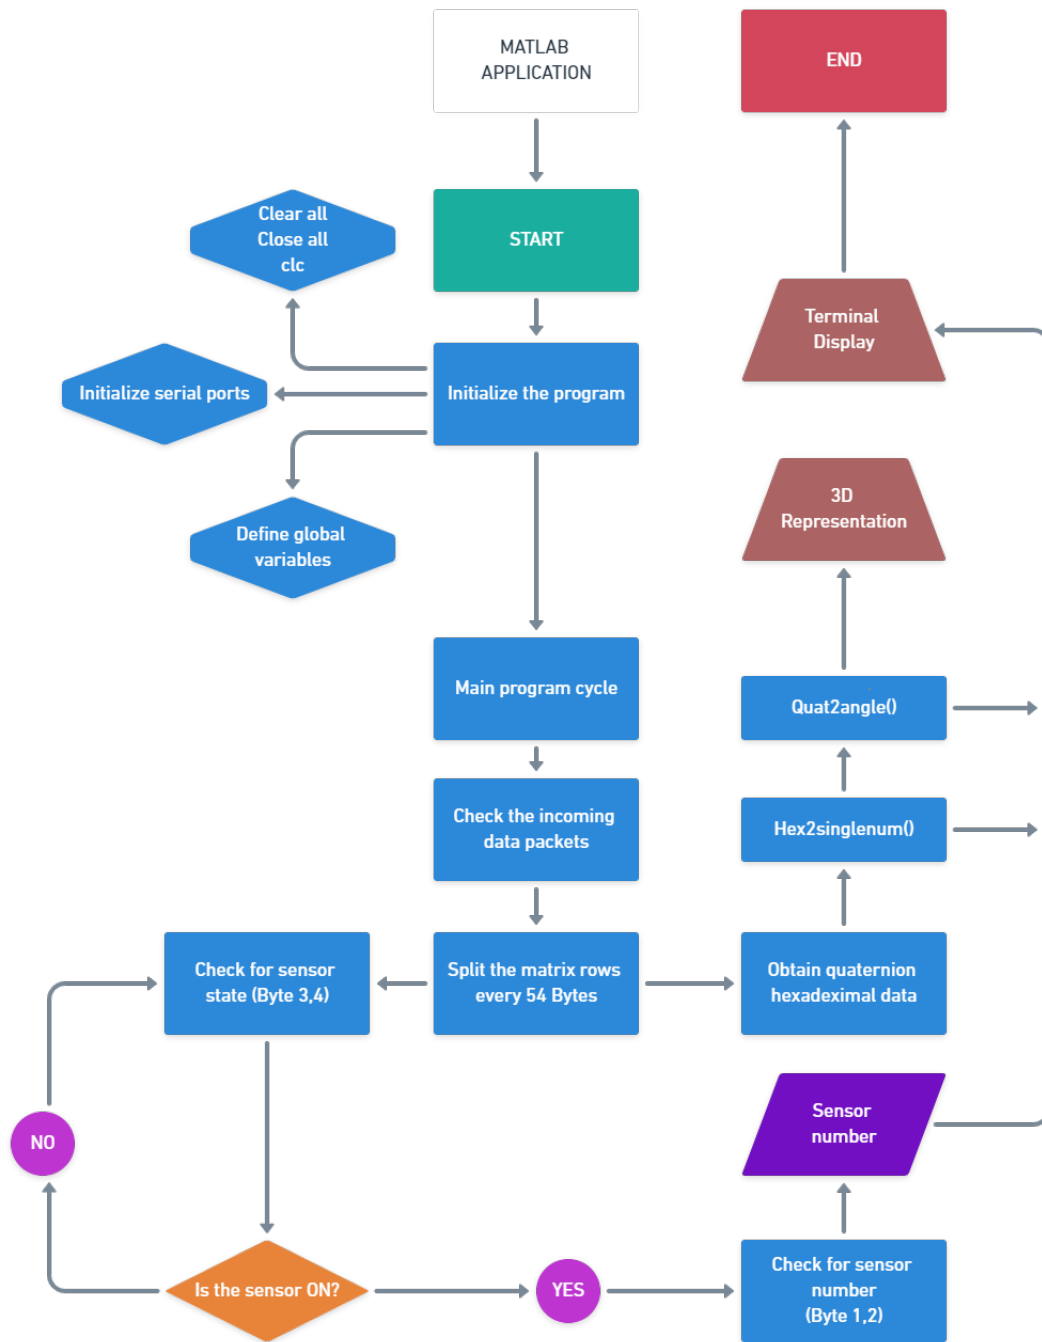 MATLAB
APPLICATION
END
START
Clear all
Close all
clc
Initialize the program
Initialize serial ports
Define global
variables
Terminal
Display
3D
Representation
Main program cycle
Quat2angle()
Check the incoming
data packets
Hex2singlenum()
Check for sensor
state (Byte 3,4)
Split the matrix rows
every 54 Bytes
Obtain quaternion
hexadeximal data
NO
Sensor
number
Is the sensor ON?
YES
Check for sensor
number
(Byte 1,2)